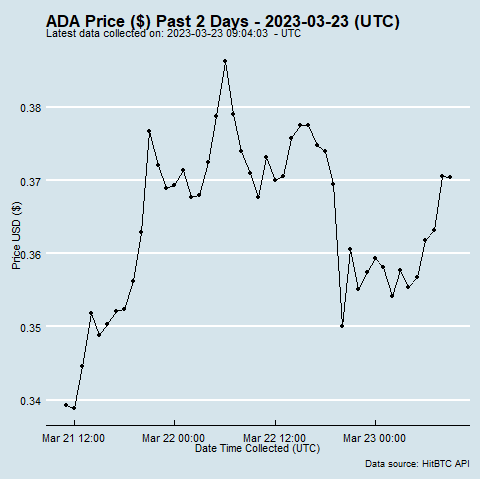 ADA Price ($) Past 2 Days - 2023-03-23 (UTC)
Latest data collected on: 2023-03-23 09:04:03 - UTC
0.38
0.37
0.36
0.35
0.34
Price USD ($)
Mar 21 12:00
Mar 22 00:00
Mar 22 12:00
Mar 23 00:00
Date Time Collected (UTC)
Data source: HitBTC API